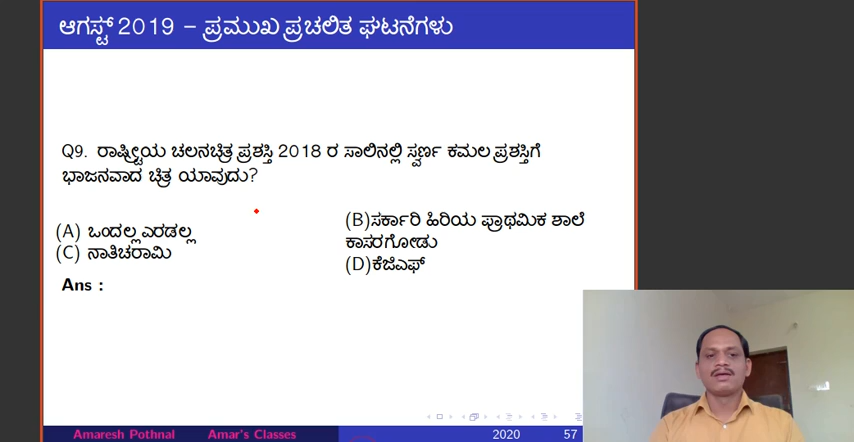 ಆಗಸ್ಟ್ 2019 – ಪ್ರಮುಖ ಪ್ರಚಲಿತ ಘಟನೆಗಳು
Q9. ರಾಷ್ಟ್ರೀಯ ಚಲನಚಿತ್ರ ಪ್ರಶಸ್ತಿ 2018 ರ ಸಾಲಿನಲ್ಲಿ ಸ್ವರ್ಣ ಕಮಲ ಪ್ರಶಸ್ತಿಗೆ
ಭಾಜನವಾದ ಚಿತ್ರ ಯಾವುದು?
(A) ಒಂದಲ್ಲ ಎರಡಲ್ಲ
(B) ಸರ್ಕಾರಿ ಹಿರಿಯ ಪ್ರಾಥಮಿಕ ಶಾಲೆ
ಕಾಸರಗೋಡು
(C) ನಾತಿಚರಾಮಿ
(D) ಕೆಜಿಎಫ್
Ans :
Amaresh Pothnal Amar's Classes 2020 57